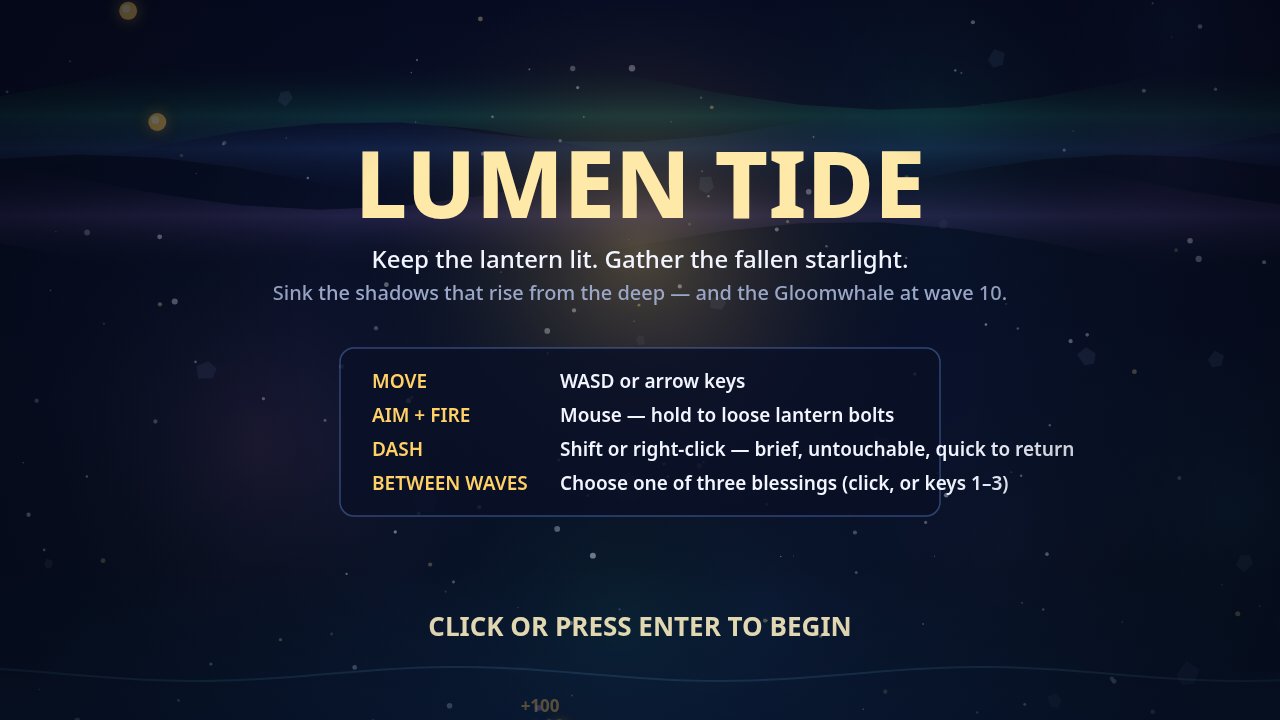 LUMEN TIDE
Keep the lantern lit. Gather the fallen starlight.
Sink the shadows that rise from the deep — and the Gloomwhale at wave 10.
MOVE WASD or arrow keys
AIM + FIRE Mouse — hold to loose lantern bolts
DASH Shift or right-click — brief, untouchable, quick to return
BETWEEN WAVES Choose one of three blessings (click, or keys 1–3)
CLICK OR PRESS ENTER TO BEGIN
+100